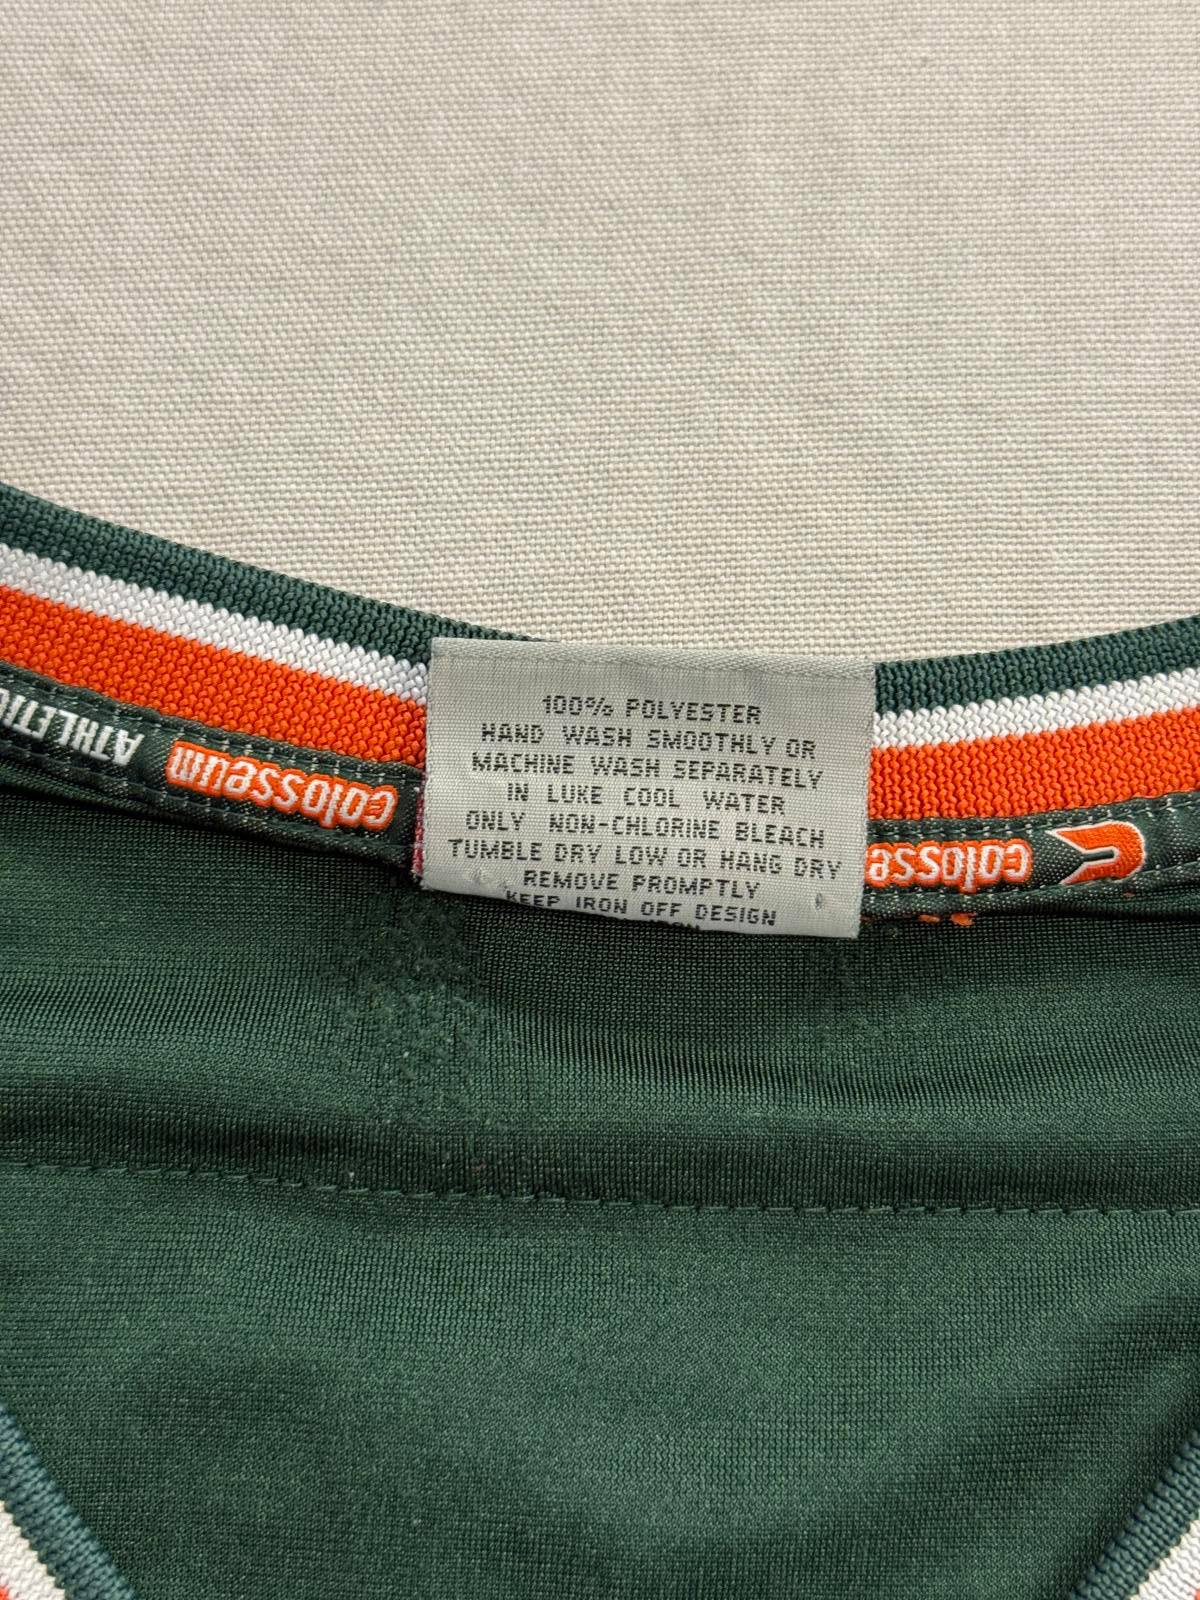 100% POLYESTER
HAND WASH SMOOTHLY OR
MACHINE WASH SEPARATELY
IN LUKE COOL WATER
ONLY NON-CHLORINE BLEACH
TUMBLE DRY LOW OR HANG DRY
REMOVE PROMPTLY
KEEP IRON OFF DESIGN
colosseum
colosse